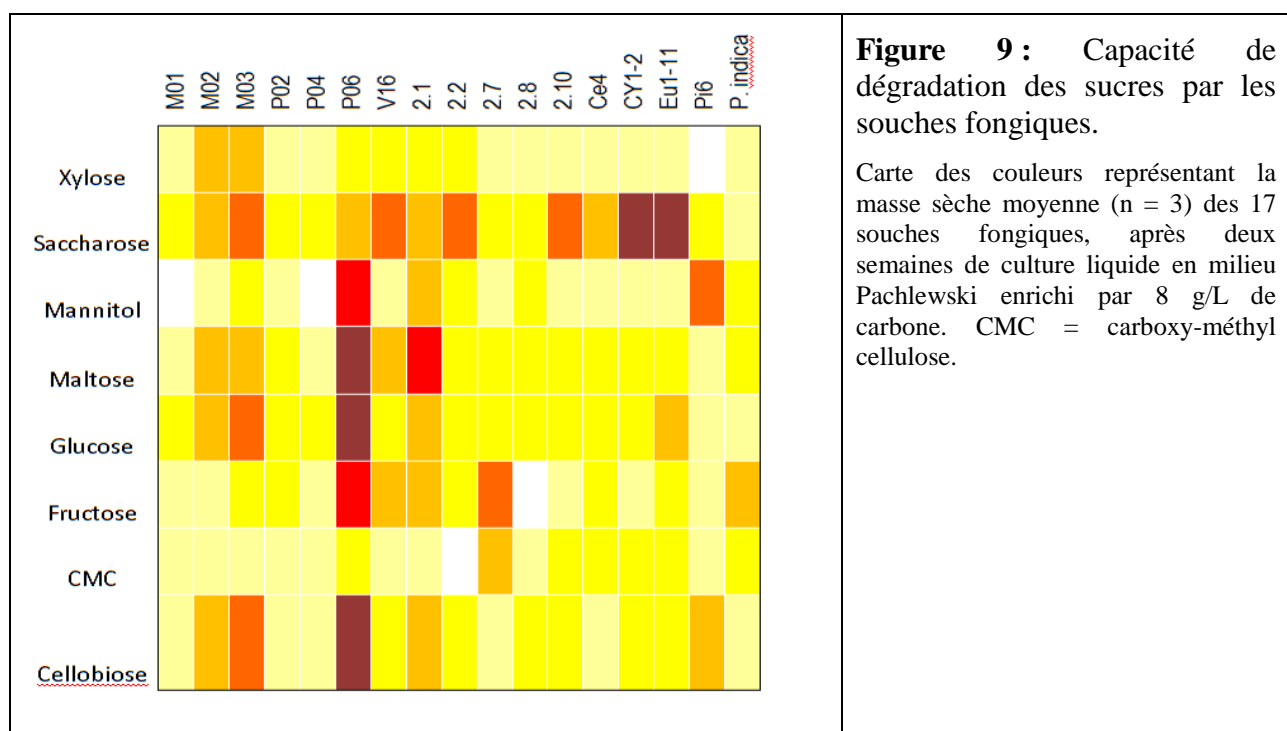 M01 M02 M03 P02 P04 P06 V16 2.1 2.2 2.7 2.8 2.10 Ce4 CY1-2 Eu1-11 Pi6 P. indica
Xylose
Saccharose
Mannitol
Maltose
Glucose
Fructose
CMC
Cellobiose
Figure 9 : Capacité de
dégradation des sucres par les
souches fongiques.
Carte des couleurs représentant la
masse sèche moyenne (n = 3) des 17
souches fongiques, après deux
semaines de culture liquide en milieu
Pachlewski enrichi par 8 g/L de
carbone. CMC = carboxy-méthyl
cellulose.